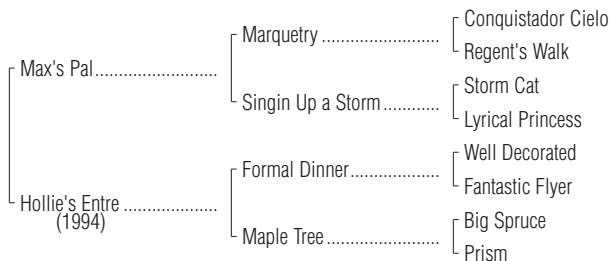 Conquistador Cielo
Marquetry
Regent's Walk
Max's Pal
Storm Cat
Singin Up a Storm
Lyrical Princess
Well Decorated
Formal Dinner
Fantastic Flyer
Hollie's Entre
(1994)
Big Spruce
Maple Tree
Prism